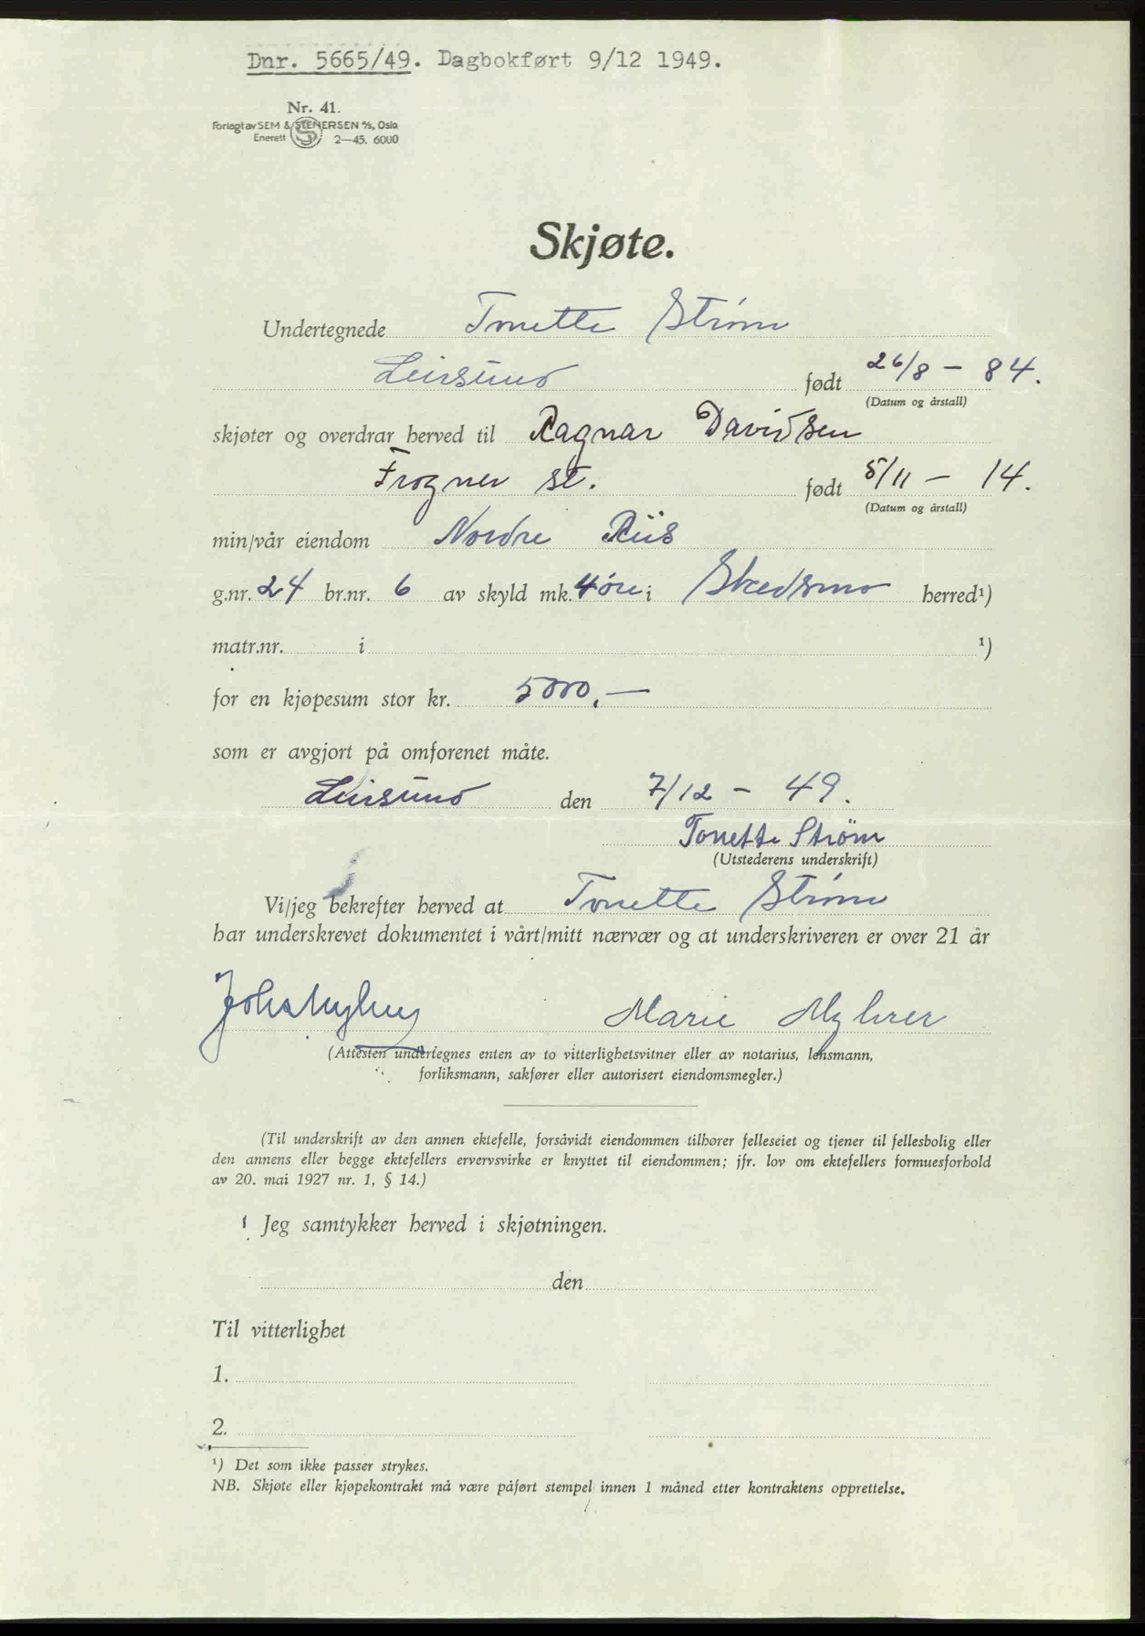 Dnr. 5665/49. Dagbokført 9/12 1949.
Nr. 41.
Forlagt av SEM & STENERSEN A/S, Oslo
Enerett 2—45. 6000
Skjøte.
Undertegnede Tonette Strøm
Leirsund født 26/8 - 84.
(Datum og årstall)
skjøter og overdrar herved til Ragnar Davidsen
Frogner st. født 5/11 - 14.
(Datum og årstall)
min/vår eiendom Nordre Riis
g.nr. 24 br.nr. 6 av skyld mk. 4 øre i Skedsmo herred¹)
matr.nr. i ¹)
for en kjøpesum stor kr. 5000,-
som er avgjort på omforenet måte.
Leirsund den 7/12 - 49.
Tonette Strøm
(Utstederens underskrift)
Vi/jeg bekrefter herved at Tonette Strøm
har underskrevet dokumentet i vårt/mitt nærvær og at underskriveren er over 21 år
Marie Myhrer
(Attesten undertegnes enten av to vitterlighetsvitner eller av notarius, lensmann,
forliksmann, sakfører eller autorisert eiendomsmegler.)
(Til underskrift av den annen ektefelle, forsåvidt eiendommen tilhører felleseiet og tjener til fellesbolig eller
den annens eller begge ektefellers ervervsvirke er knyttet til eiendommen; jfr. lov om ektefellers formuesforhold
av 20. mai 1927 nr. 1, § 14.)
Jeg samtykker herved i skjøtningen.
den
Til vitterlighet
1.
2.
¹) Det som ikke passer strykes.
NB. Skjøte eller kjøpekontrakt må være påført stempel innen 1 måned etter kontraktens opprettelse.